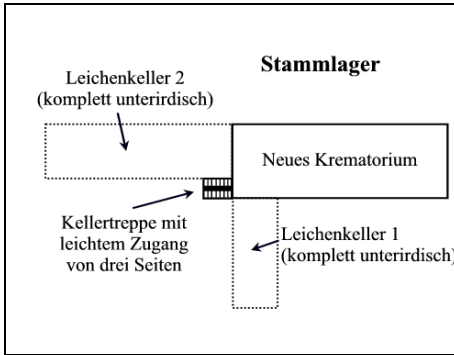 Stammlager
Leichenkeller 2
(komplett unterirdisch)
Neues Krematorium
Kellertreppe mit
leichtem Zugang
von drei Seiten
Leichenkeller 1
(komplett unterirdisch)